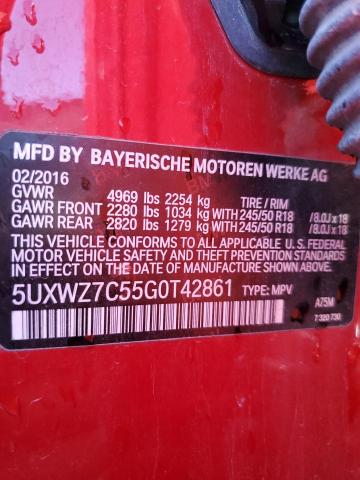 MFD BY BAYERISCHE MOTOREN WERKE AG
02/2016
GVWR 4969 lbs 2254 kg TIRE / RIM
GAWR FRONT 2280 lbs 1034 kg WITH 245/50 R18 / 8.0J x 18
GAWR REAR 2820 lbs 1279 kg WITH 245/50 R18 / 8.0J x 18
THIS VEHICLE CONFORMS TO ALL APPLICABLE U.S. FEDERAL
MOTOR VEHICLE SAFETY AND THEFT PREVENTION STANDARDS
IN EFFECT ON THE DATE OF MANUFACTURE SHOWN ABOVE.
5UXWZ7C55G0T42861 TYPE: MPV
A75M
7 320 730